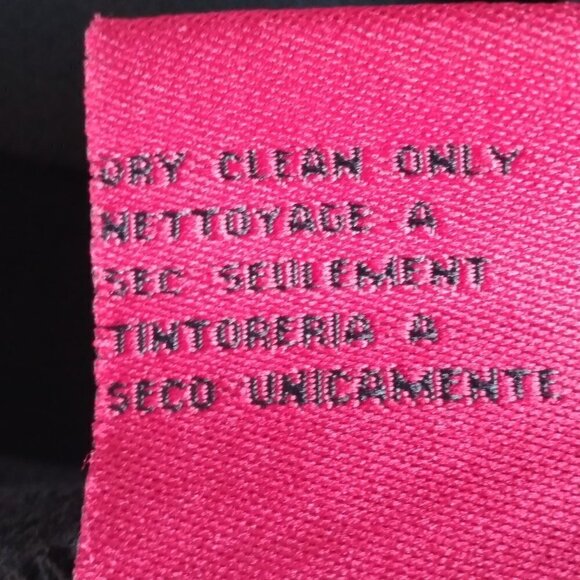 DRY CLEAN ONLY
NETTOYAGE A
SEC SEULEMENT
TINTORERIA A
SECO UNICAMENTE